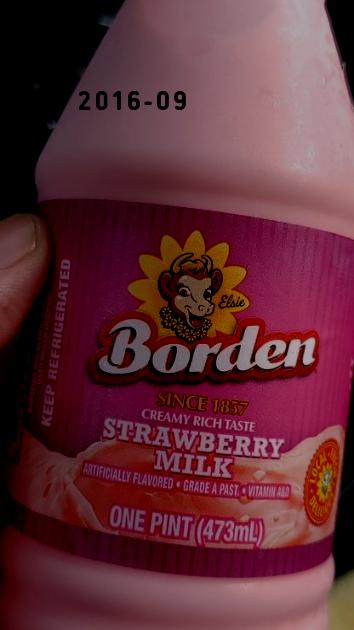 2016-09
KEEP REFRIGERATED
Elsie
Borden
SINCE 1857
CREAMY RICH TASTE
STRAWBERRY
MILK
ARTIFICIALLY FLAVORED • GRADE A PAST. • VITAMIN A&D
ONE PINT (473mL)